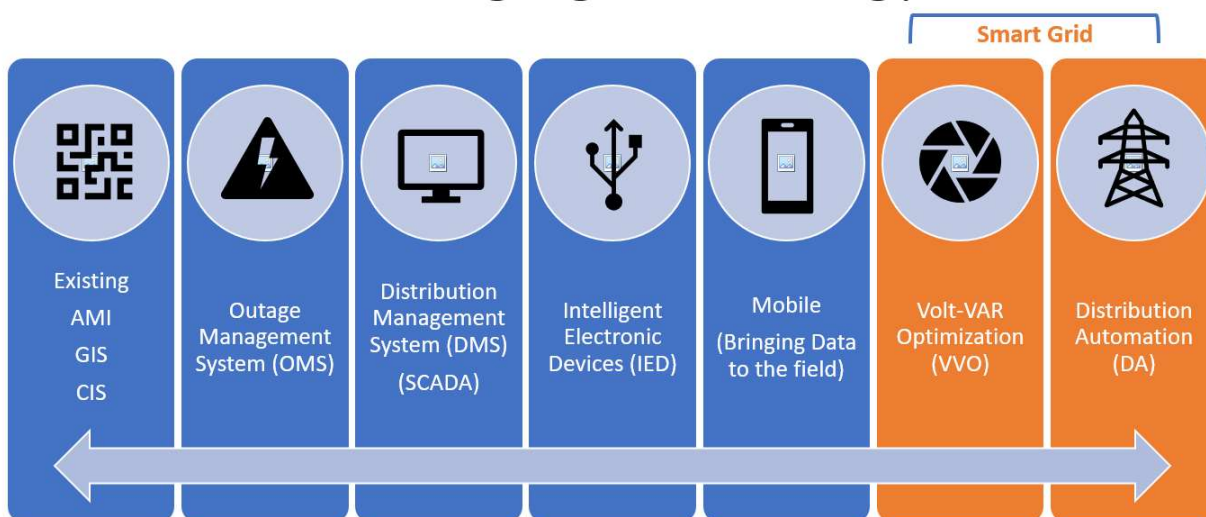 Smart Grid
Existing
AMI
GIS
CIS
Outage
Management
System (OMS)
Distribution
Management
System (DMS)
(SCADA)
Intelligent
Electronic
Devices (IED)
Mobile
(Bringing Data
to the field)
Volt-VAR
Optimization
(VVO)
Distribution
Automation
(DA)